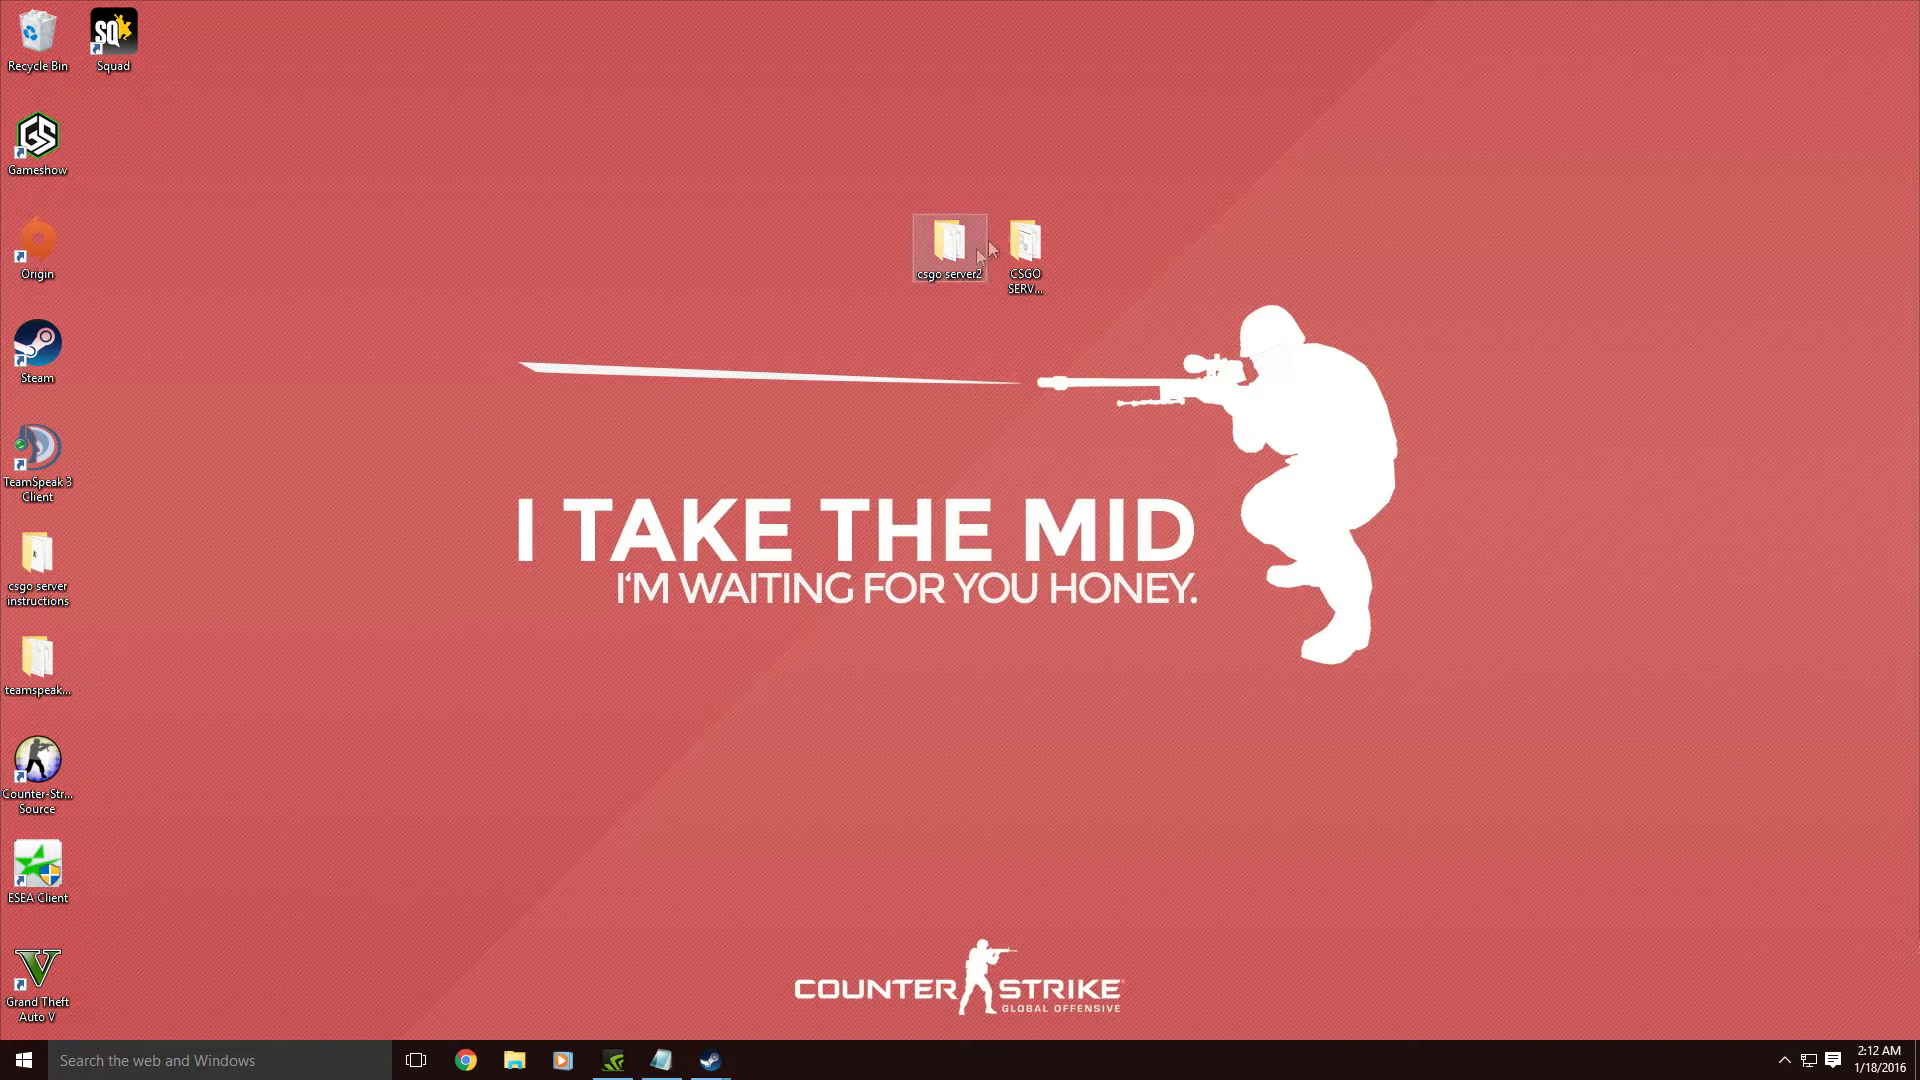 Recycle Bin
Squad
Gameshow
Origin
Steam
TeamSpeak 3
Client
csgo server
instructions
teamspeak...
Counter-Str...
Source
ESEA Client
Grand Theft
Auto V
SQ
GS
csgo server2
CSGO
SERV...
I TAKE THE MID
I'M WAITING FOR YOU HONEY.
COUNTER STRIKE
GLOBAL OFFENSIVE
Search the web and Windows
2:12 AM
1/18/2016